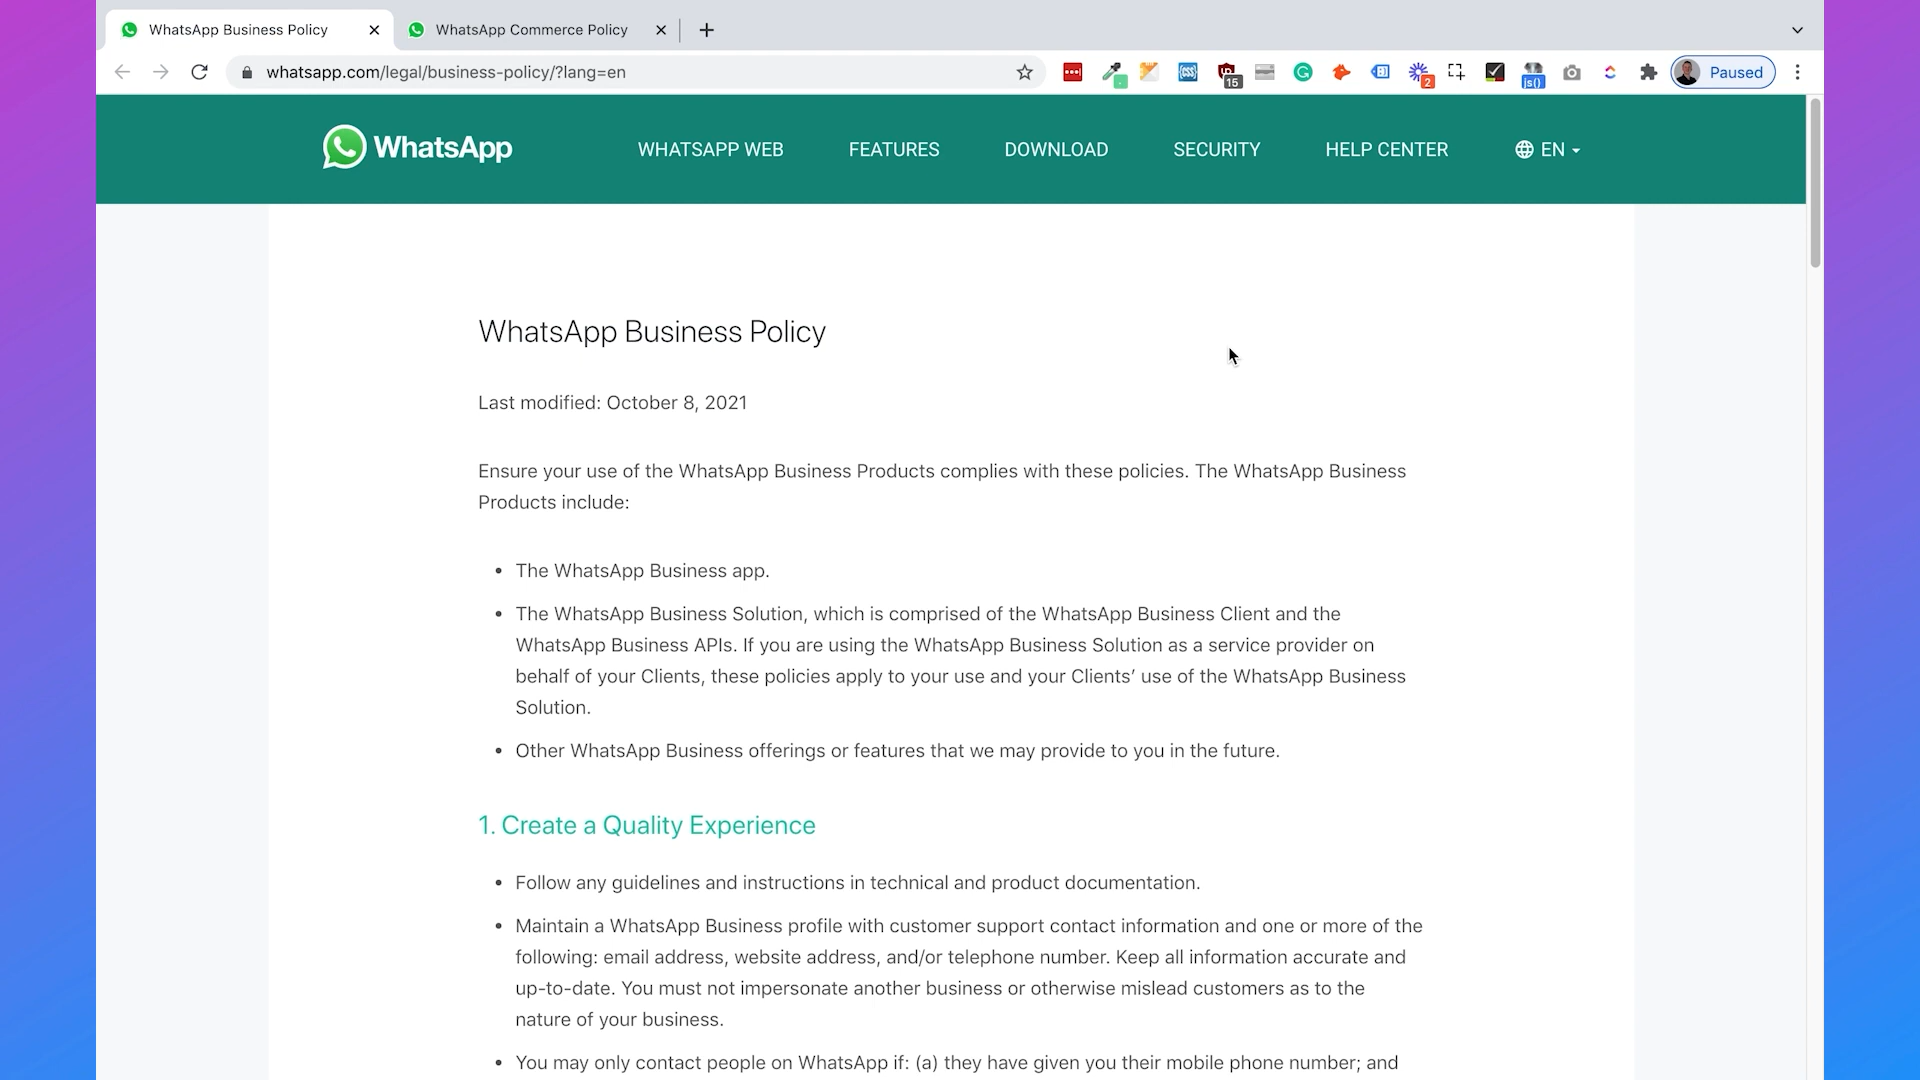 WhatsApp Business Policy
WhatsApp Commerce Policy
whatsapp.com/legal/business-policy/?lang=en
15
2
js()
Paused
WhatsApp
WHATSAPP WEB
FEATURES
DOWNLOAD
SECURITY
HELP CENTER
EN
WhatsApp Business Policy
Last modified: October 8, 2021
Ensure your use of the WhatsApp Business Products complies with these policies. The WhatsApp Business
Products include:
• The WhatsApp Business app.
• The WhatsApp Business Solution, which is comprised of the WhatsApp Business Client and the
WhatsApp Business APIs. If you are using the WhatsApp Business Solution as a service provider on
behalf of your Clients, these policies apply to your use and your Clients’ use of the WhatsApp Business
Solution.
• Other WhatsApp Business offerings or features that we may provide to you in the future.
1. Create a Quality Experience
• Follow any guidelines and instructions in technical and product documentation.
• Maintain a WhatsApp Business profile with customer support contact information and one or more of the
following: email address, website address, and/or telephone number. Keep all information accurate and
up-to-date. You must not impersonate another business or otherwise mislead customers as to the
nature of your business.
• You may only contact people on WhatsApp if: (a) they have given you their mobile phone number; and